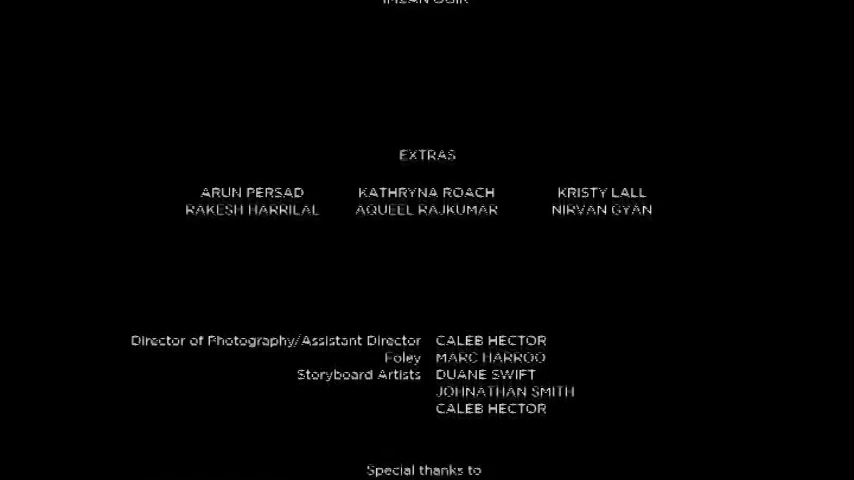 EXTRAS
ARUN PERSAD KATHRYNA ROACH KRISTY LALL
RAKESH HARRILAL AQUEEL RAJKUMAR NIRVAN GYAN
Director of Photography/Assistant Director CALEB HECTOR
Foley MARC HARROO
Storyboard Artists DUANE SWIFT
JOHNATHAN SMITH
CALEB HECTOR
Special thanks to